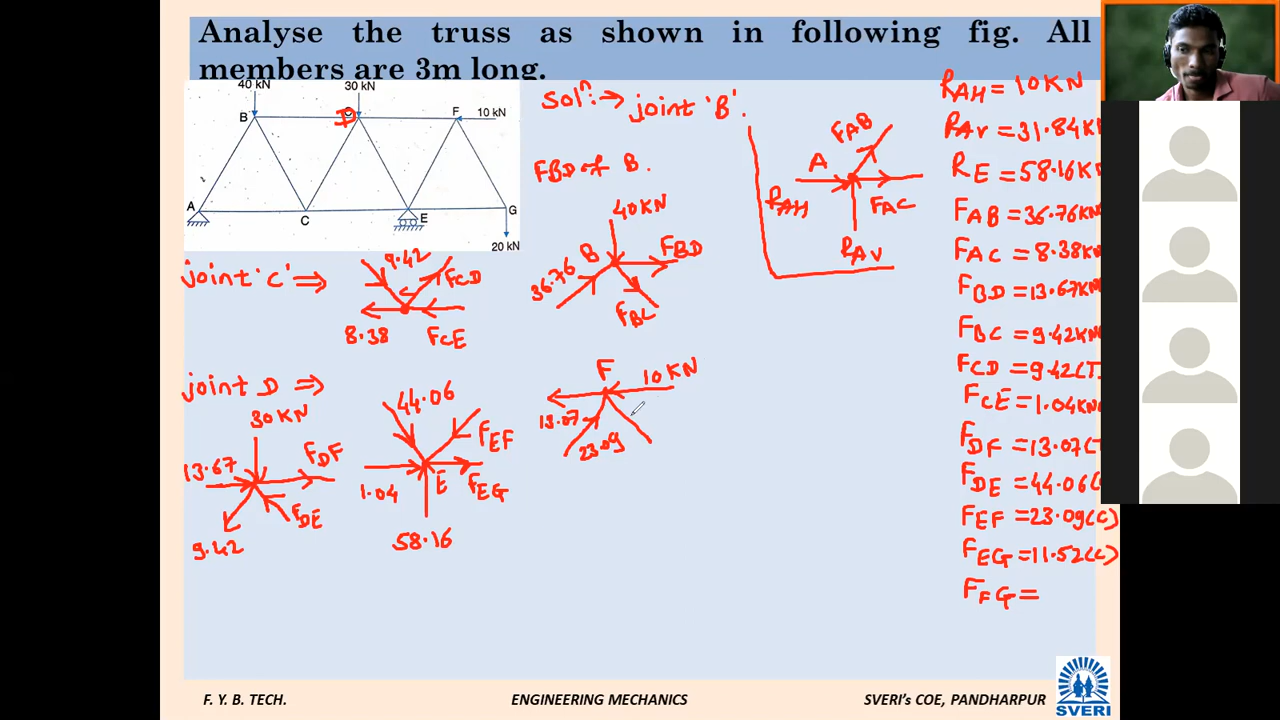 Analyse the truss as shown in following fig. All
members are 3m long.
40 kN
30 kN
B
D
F
10 kN
A
C
E
G
20 kN
Soln: → joint 'B'.
FBD of B.
40KN
B
FBD
36.76
FBC
FAB
A
RAH
FAC
RAV
joint 'C' ⇒
9.42
FCD
8.38
FCE
joint D ⇒
30KN
13.67
FDF
FDE
9.42
44.06
FEF
1.04
E
FEG
58.16
F
10KN
13.07
23.09
RAH = 10KN
RAV = 31.84K
RE = 58.16K
FAB = 36.76KN
FAC = 8.38KN
FBD = 13.67KN
FBC = 9.42KN
FCD = 9.42(T
FCE = 1.04KN
FDF = 13.07(T
FDE = 44.06(
FEF = 23.09(C)
FEG = 11.52(C)
FFG =
F. Y. B. TECH.
ENGINEERING MECHANICS
SVERI's COE, PANDHARPUR
SVERI